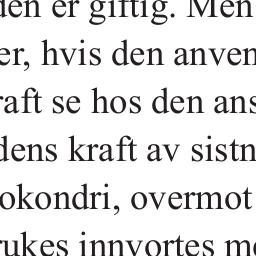 den er giftig. Men
er, hvis den anven
raft se hos den ans
dens kraft av sistn
okondri, overmot
rukes innvortes me